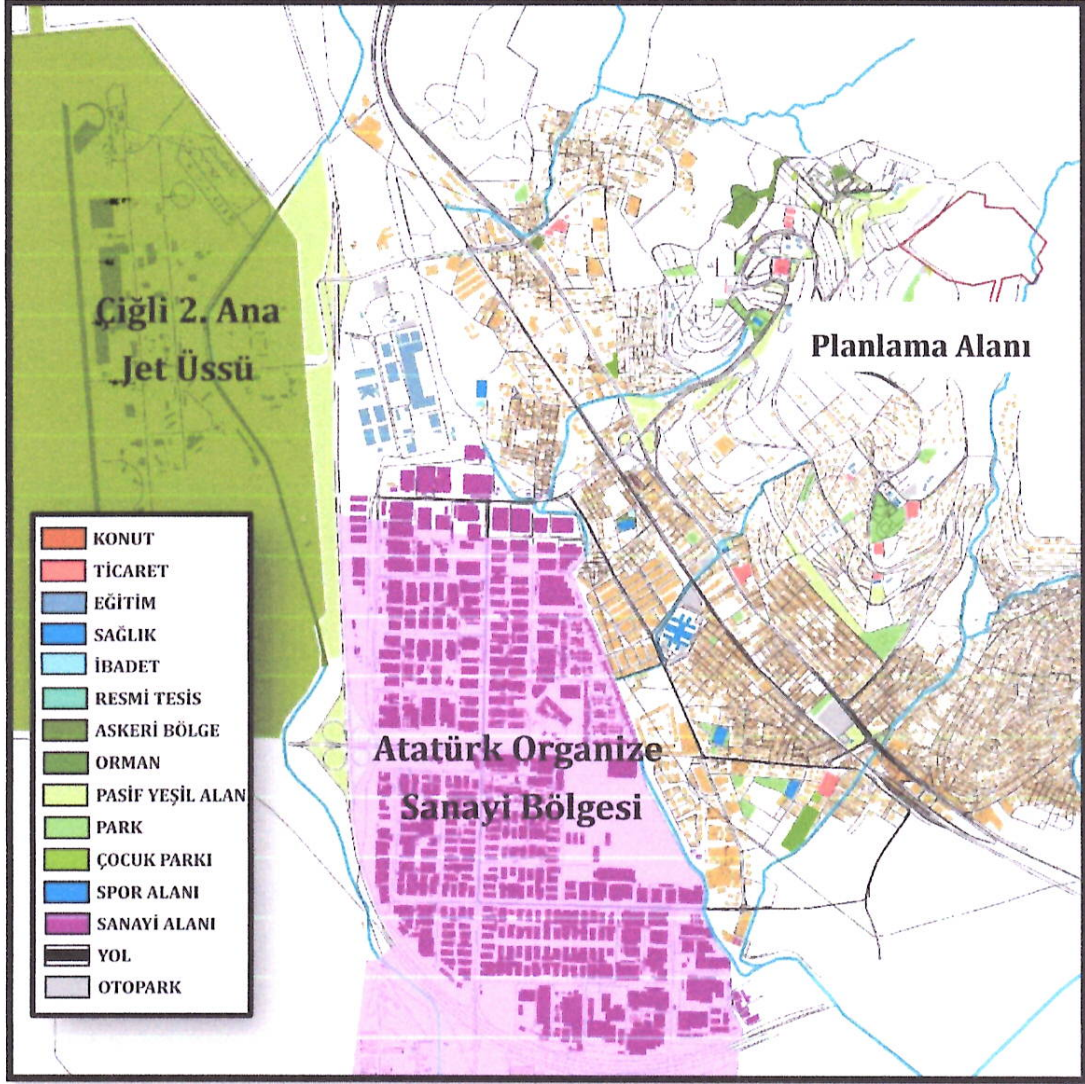 Çiğli 2. Ana
Jet Üssü
Planlama Alanı
KONUT
TİCARET
EĞİTİM
SAĞLIK
İBADET
RESMİ TESİS
ASKERİ BÖLGE
ORMAN
PASİF YEŞİL ALAN
PARK
ÇOCUK PARKI
SPOR ALANI
SANAYİ ALANI
YOL
OTOPARK
Atatürk Organize
Sanayi Bölgesi